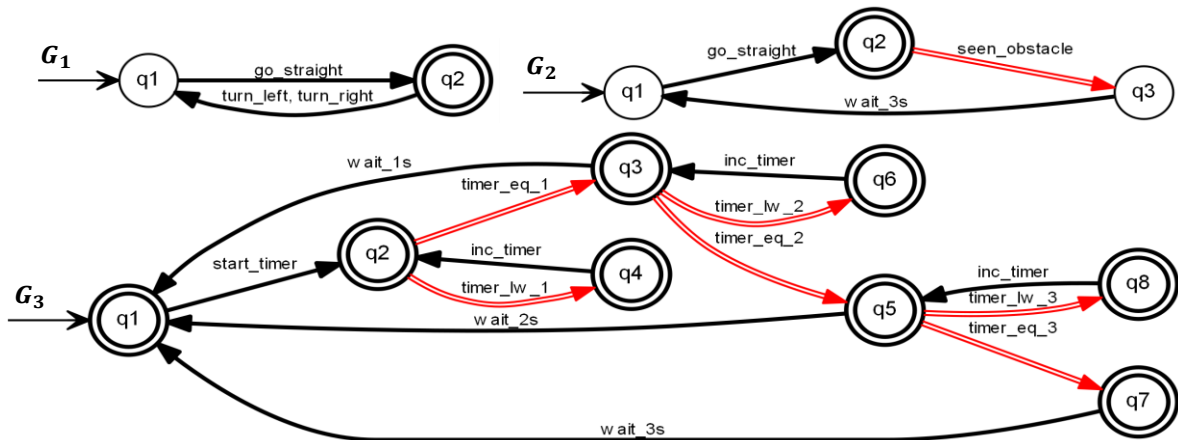 G1
q1
go_straight
turn_left, turn_right
q2
G2
q1
go_straight
q2
seen_obstacle
wait_3s
q3
G3
q1
start_timer
wait_1s
q2
timer_eq_1
inc_timer
timer_lw_1
q4
q3
inc_timer
timer_lw_2
timer_eq_2
q6
wait_2s
q5
inc_timer
timer_lw_3
timer_eq_3
q8
q7
wait_3s